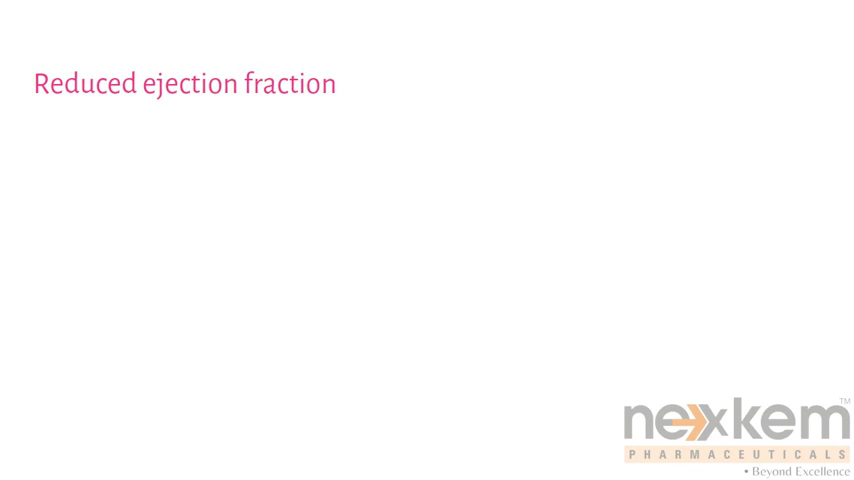 Reduced ejection fraction
nexkem TM
PHARMACEUTICALS
• Beyond Excellence